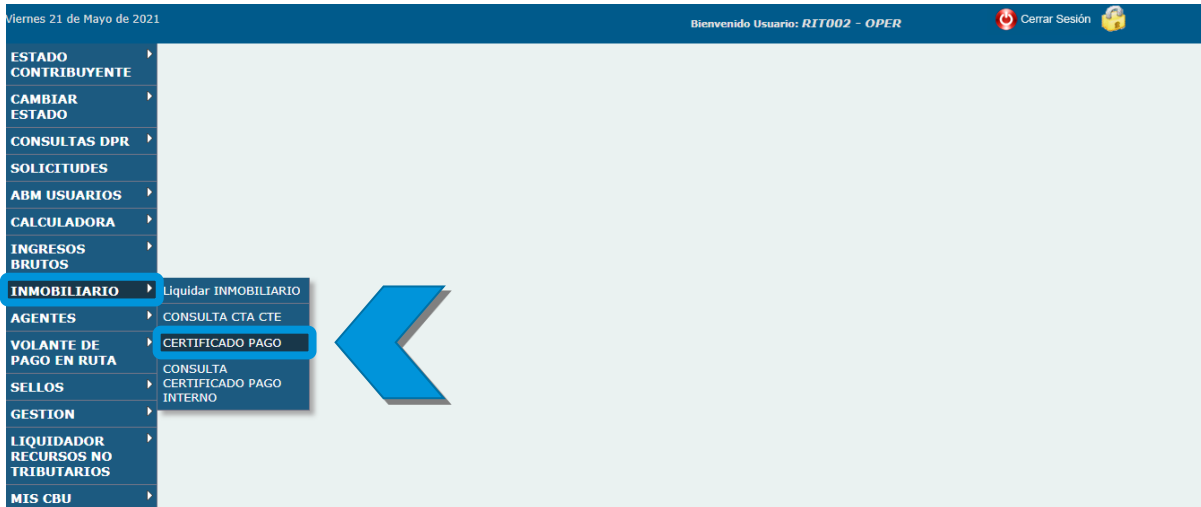 Viernes 21 de Mayo de 2021
Bienvenido Usuario: RIT002 - OPER
Cerrar Sesión
ESTADO
CONTRIBUYENTE
CAMBIAR
ESTADO
CONSULTAS DPR
SOLICITUDES
ABM USUARIOS
CALCULADORA
INGRESOS
BRUTOS
INMOBILIARIO
AGENTES
VOLANTE DE
PAGO EN RUTA
SELLOS
GESTION
LIQUIDADOR
RECURSOS NO
TRIBUTARIOS
MIS CBU
Liquidar INMOBILIARIO
CONSULTA CTA CTE
CERTIFICADO PAGO
CONSULTA
CERTIFICADO PAGO
INTERNO